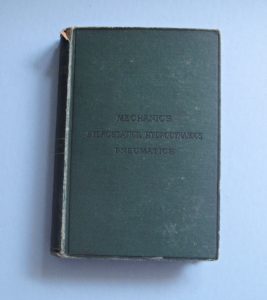 MECHANICS
HYDROSTATICS, HYDRODYNAMICS
PNEUMATICS